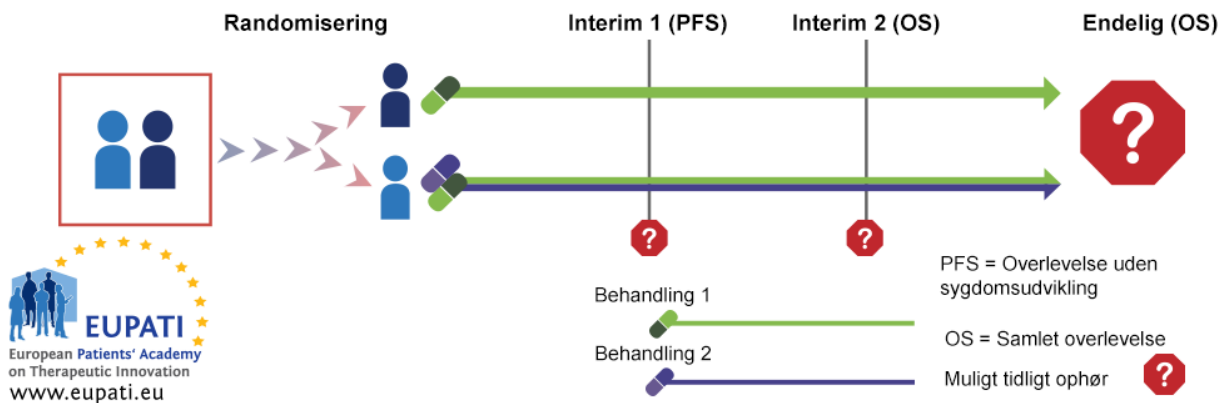 Randomisering
Interim 1 (PFS)
Interim 2 (OS)
Endelig (OS)
?
?
?
PFS = Overlevelse uden
sygdomsudvikling
Behandling 1
OS = Samlet overlevelse
Behandling 2
Muligt tidligt ophør
?
EUPATI
European Patients' Academy
on Therapeutic Innovation
www.eupati.eu